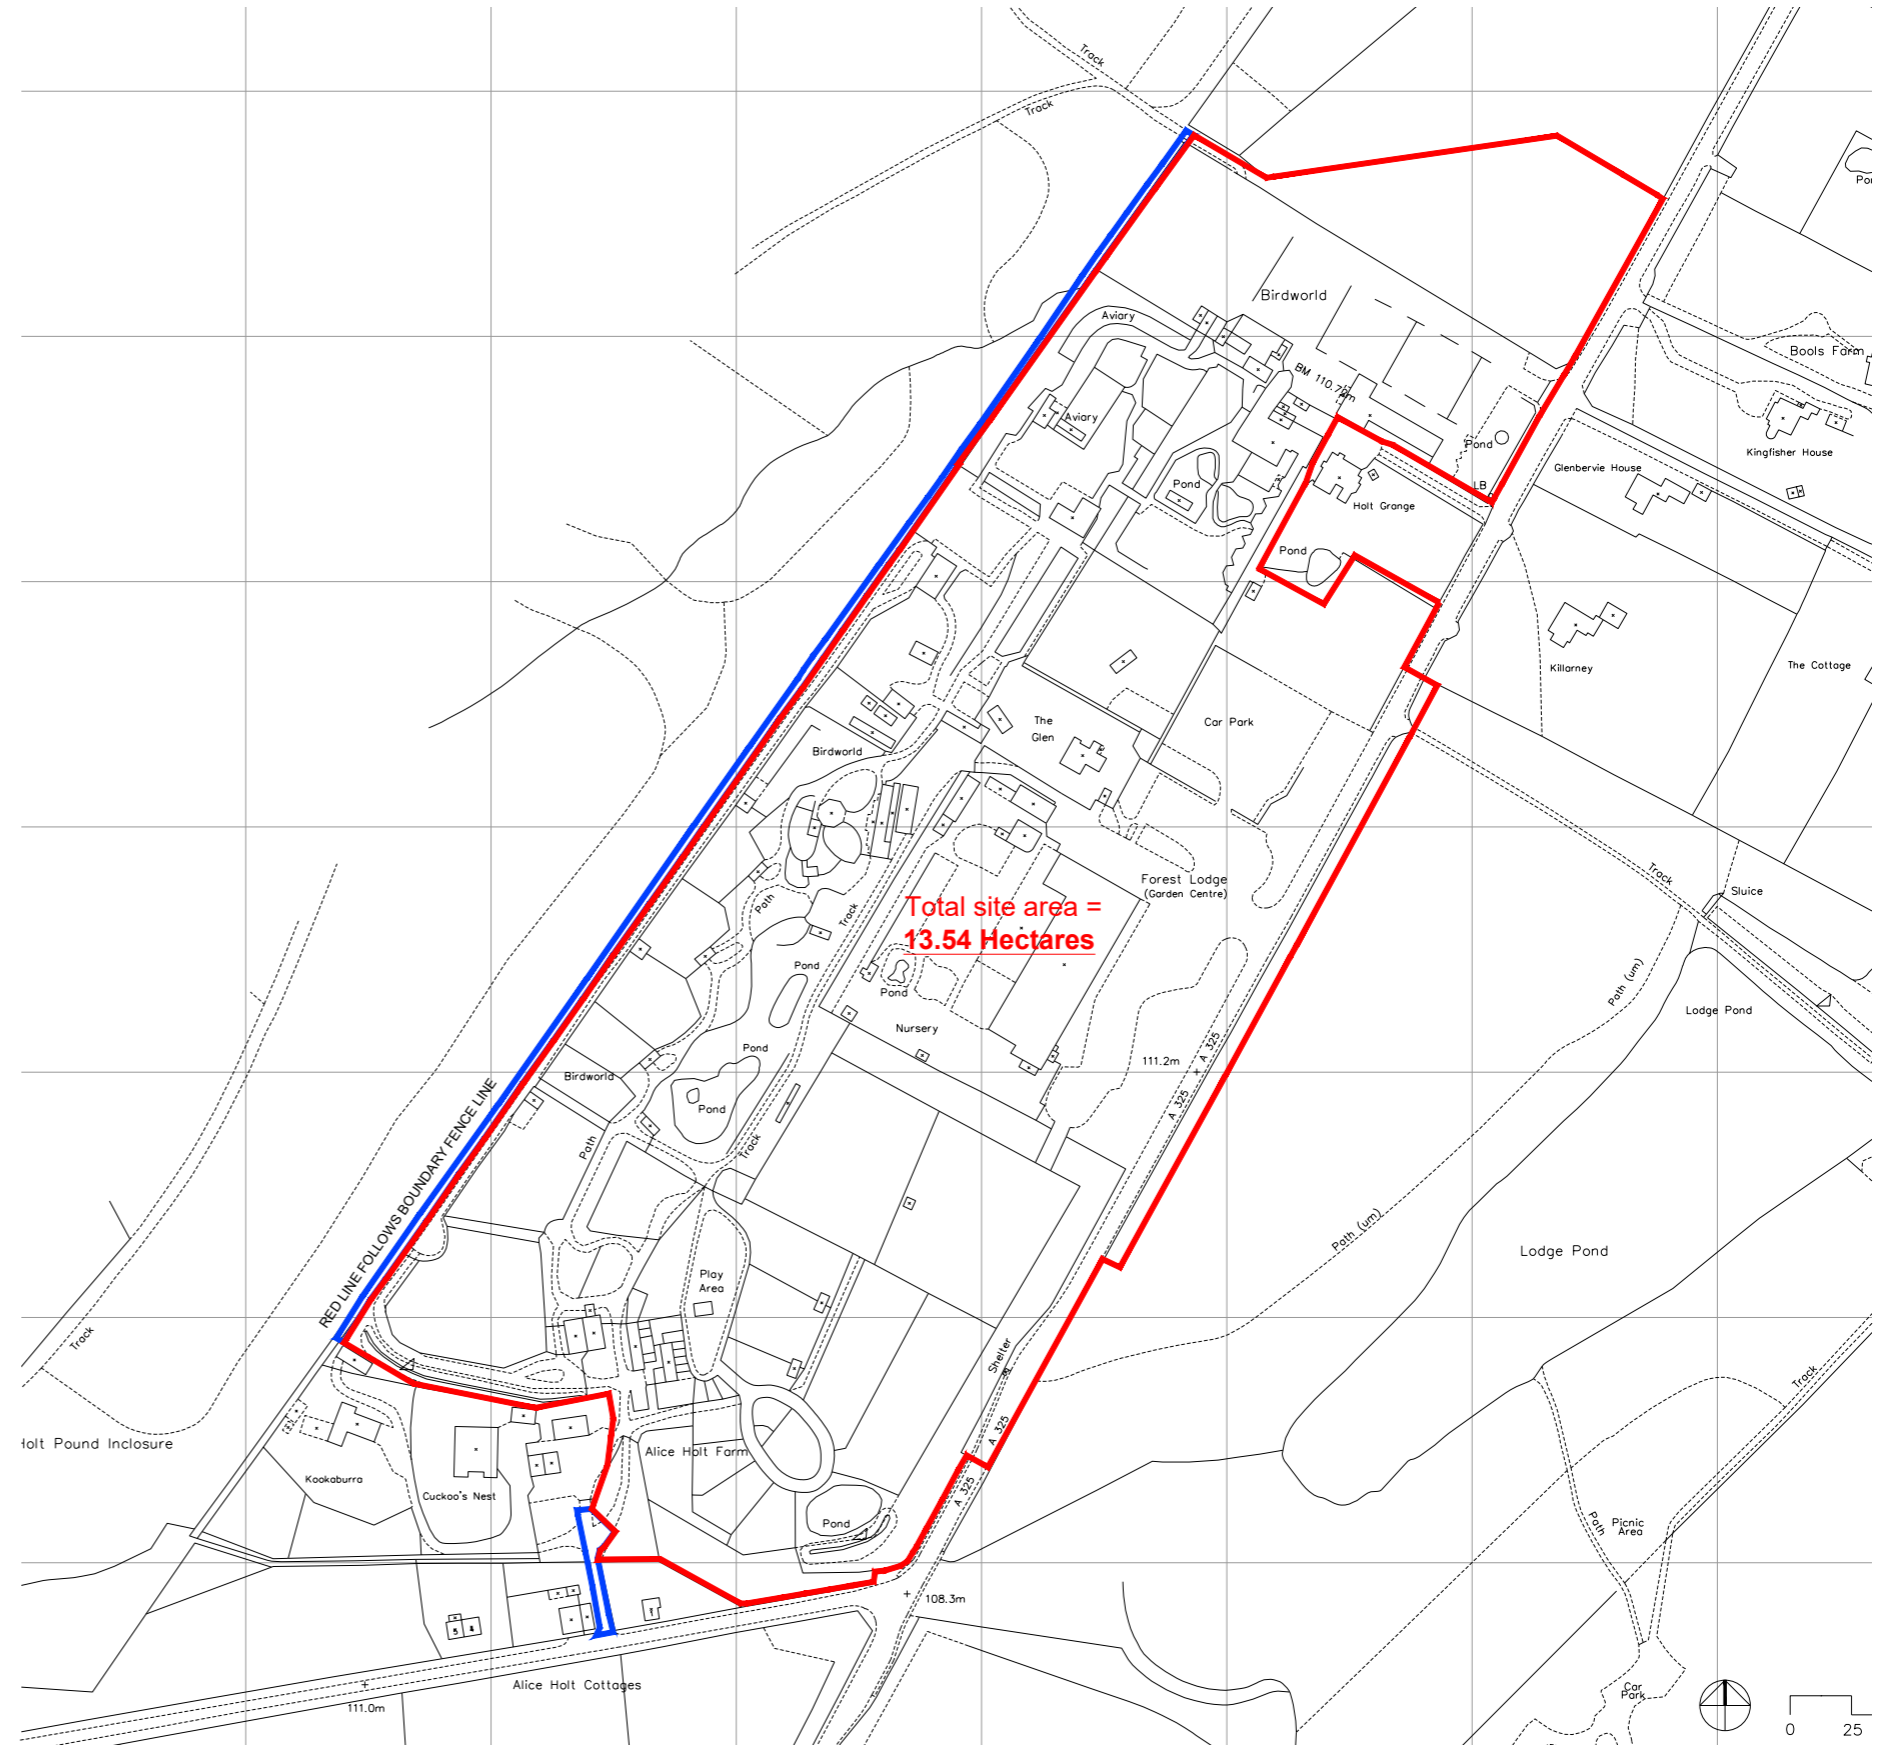 Track
Track
Pon
Birdworld
Aviary
Bools Farm
BM 110.72m
Aviary
Pond
Kingfisher House
Glenbervie House
Pond
LB
Holt Grange
Pond
Killarney
The Cottage
The
Glen
Car Park
Birdworld
Track
Forest Lodge
(Garden Centre)
Sluice
Path
Track
Total site area =
13.54 Hectares
Pond
Pond
Path (um)
Nursery
Lodge Pond
Pond
A 325
111.2m
Birdworld
RED LINE FOLLOWS BOUNDARY FENCE LINE
Pond
A 325
Path
Track
Path (um)
Lodge Pond
Play
Area
Track
Shelter
Track
A 325
Holt Pound Inclosure
Alice Holt Farm
Kookaburra
Cuckoo's Nest
A 325
Pond
Path
Picnic
Area
108.3m
5 4
Alice Holt Cottages
Car
Park
111.0m
0 25